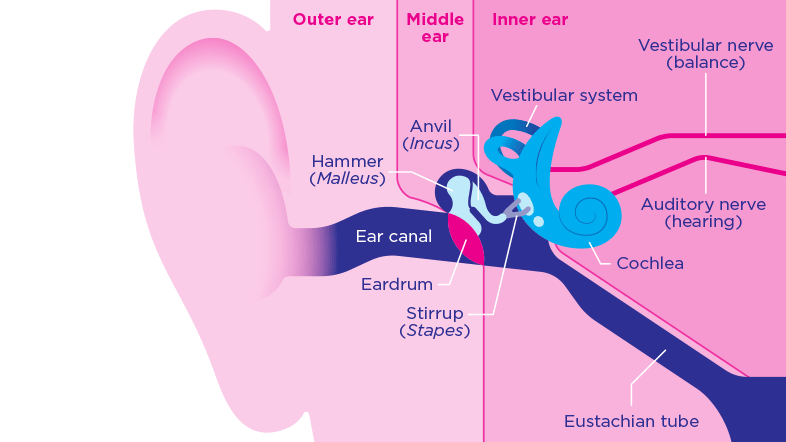 Outer ear
Middle
ear
Inner ear
Vestibular nerve
(balance)
Vestibular system
Anvil
(Incus)
Hammer
(Malleus)
Auditory nerve
(hearing)
Ear canal
Cochlea
Eardrum
Stirrup
(Stapes)
Eustachian tube